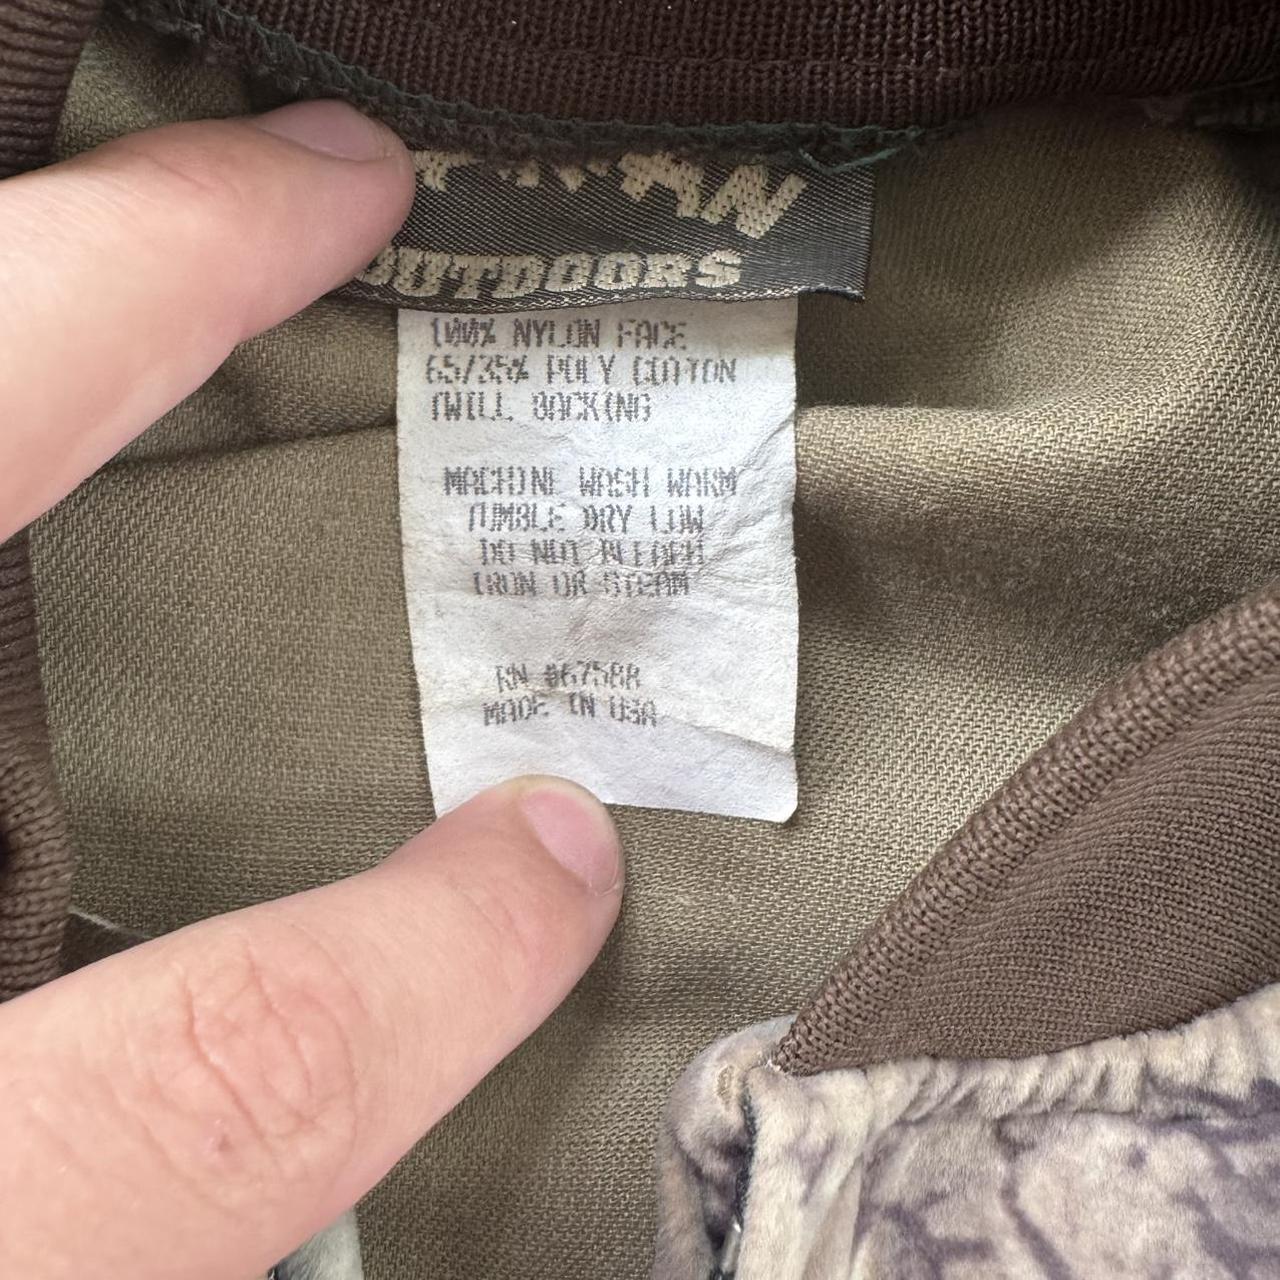 OUTDOORS
100% NYLON FACE
65/35% POLY COTTON
TWILL BACKING
MACHINE WASH WARM
TUMBLE DRY LOW
DO NOT BLEACH
IRON OR STEAM
RN #67588
MADE IN USA